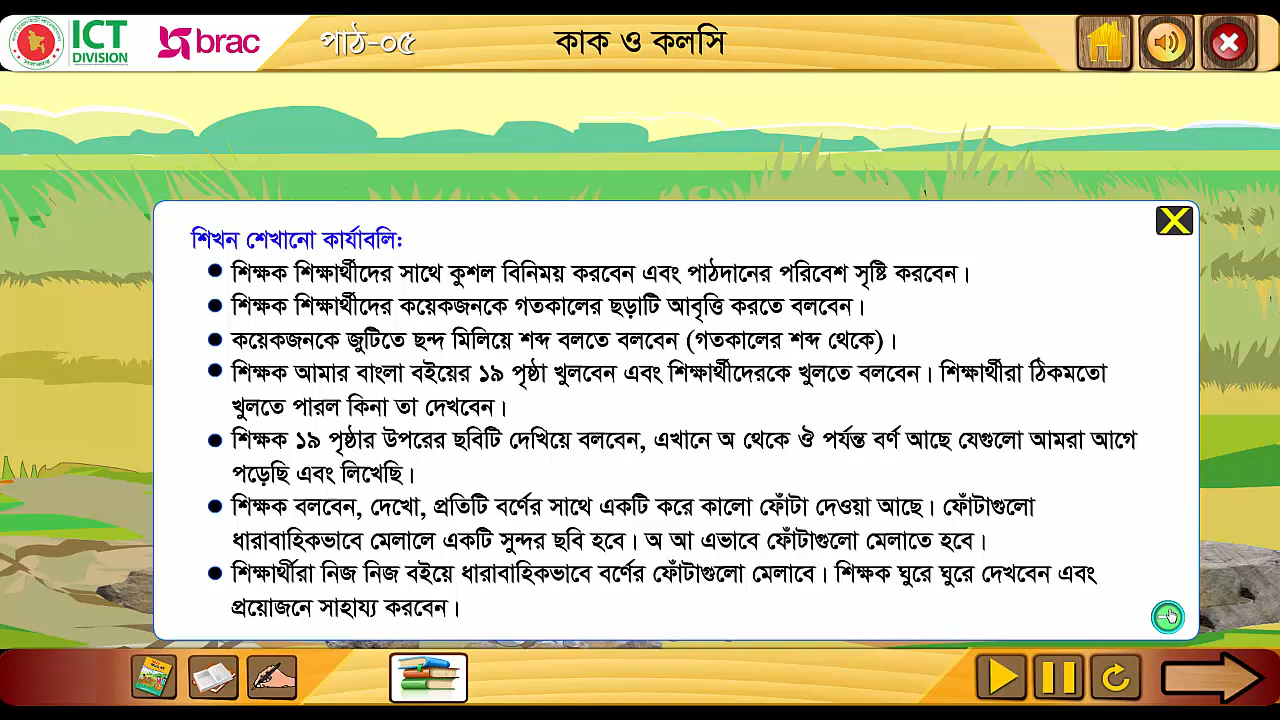 ICT
DIVISION
brac
পাঠ-০৫
কাক ও কলসি
শিখন শেখানো কার্যাবলি:
শিক্ষক শিক্ষার্থীদের সাথে কুশল বিনিময় করবেন এবং পাঠদানের পরিবেশ সৃষ্টি করবেন।
শিক্ষক শিক্ষার্থীদের কয়েকজনকে গতকালের ছড়াটি আবৃত্তি করতে বলবেন।
কয়েকজনকে জুটিতে ছন্দ মিলিয়ে শব্দ বলতে বলবেন (গতকালের শব্দ থেকে)।
শিক্ষক আমার বাংলা বইয়ের ১৯ পৃষ্ঠা খুলবেন এবং শিক্ষার্থীদেরকে খুলতে বলবেন। শিক্ষার্থীরা ঠিকমতো
খুলতে পারল কিনা তা দেখবেন।
শিক্ষক ১৯ পৃষ্ঠার উপরের ছবিটি দেখিয়ে বলবেন, এখানে অ থেকে ঔ পর্যন্ত বর্ণ আছে যেগুলো আমরা আগে
পড়েছি এবং লিখেছি।
শিক্ষক বলবেন, দেখো, প্রতিটি বর্ণের সাথে একটি করে কালো ফোঁটা দেওয়া আছে। ফোঁটাগুলো
ধারাবাহিকভাবে মেলালে একটি সুন্দর ছবি হবে। অ আ এভাবে ফোঁটাগুলো মেলাতে হবে।
শিক্ষার্থীরা নিজ নিজ বইয়ে ধারাবাহিকভাবে বর্ণের ফোঁটাগুলো মেলাবে। শিক্ষক ঘুরে ঘুরে দেখবেন এবং
প্রয়োজনে সাহায্য করবেন।